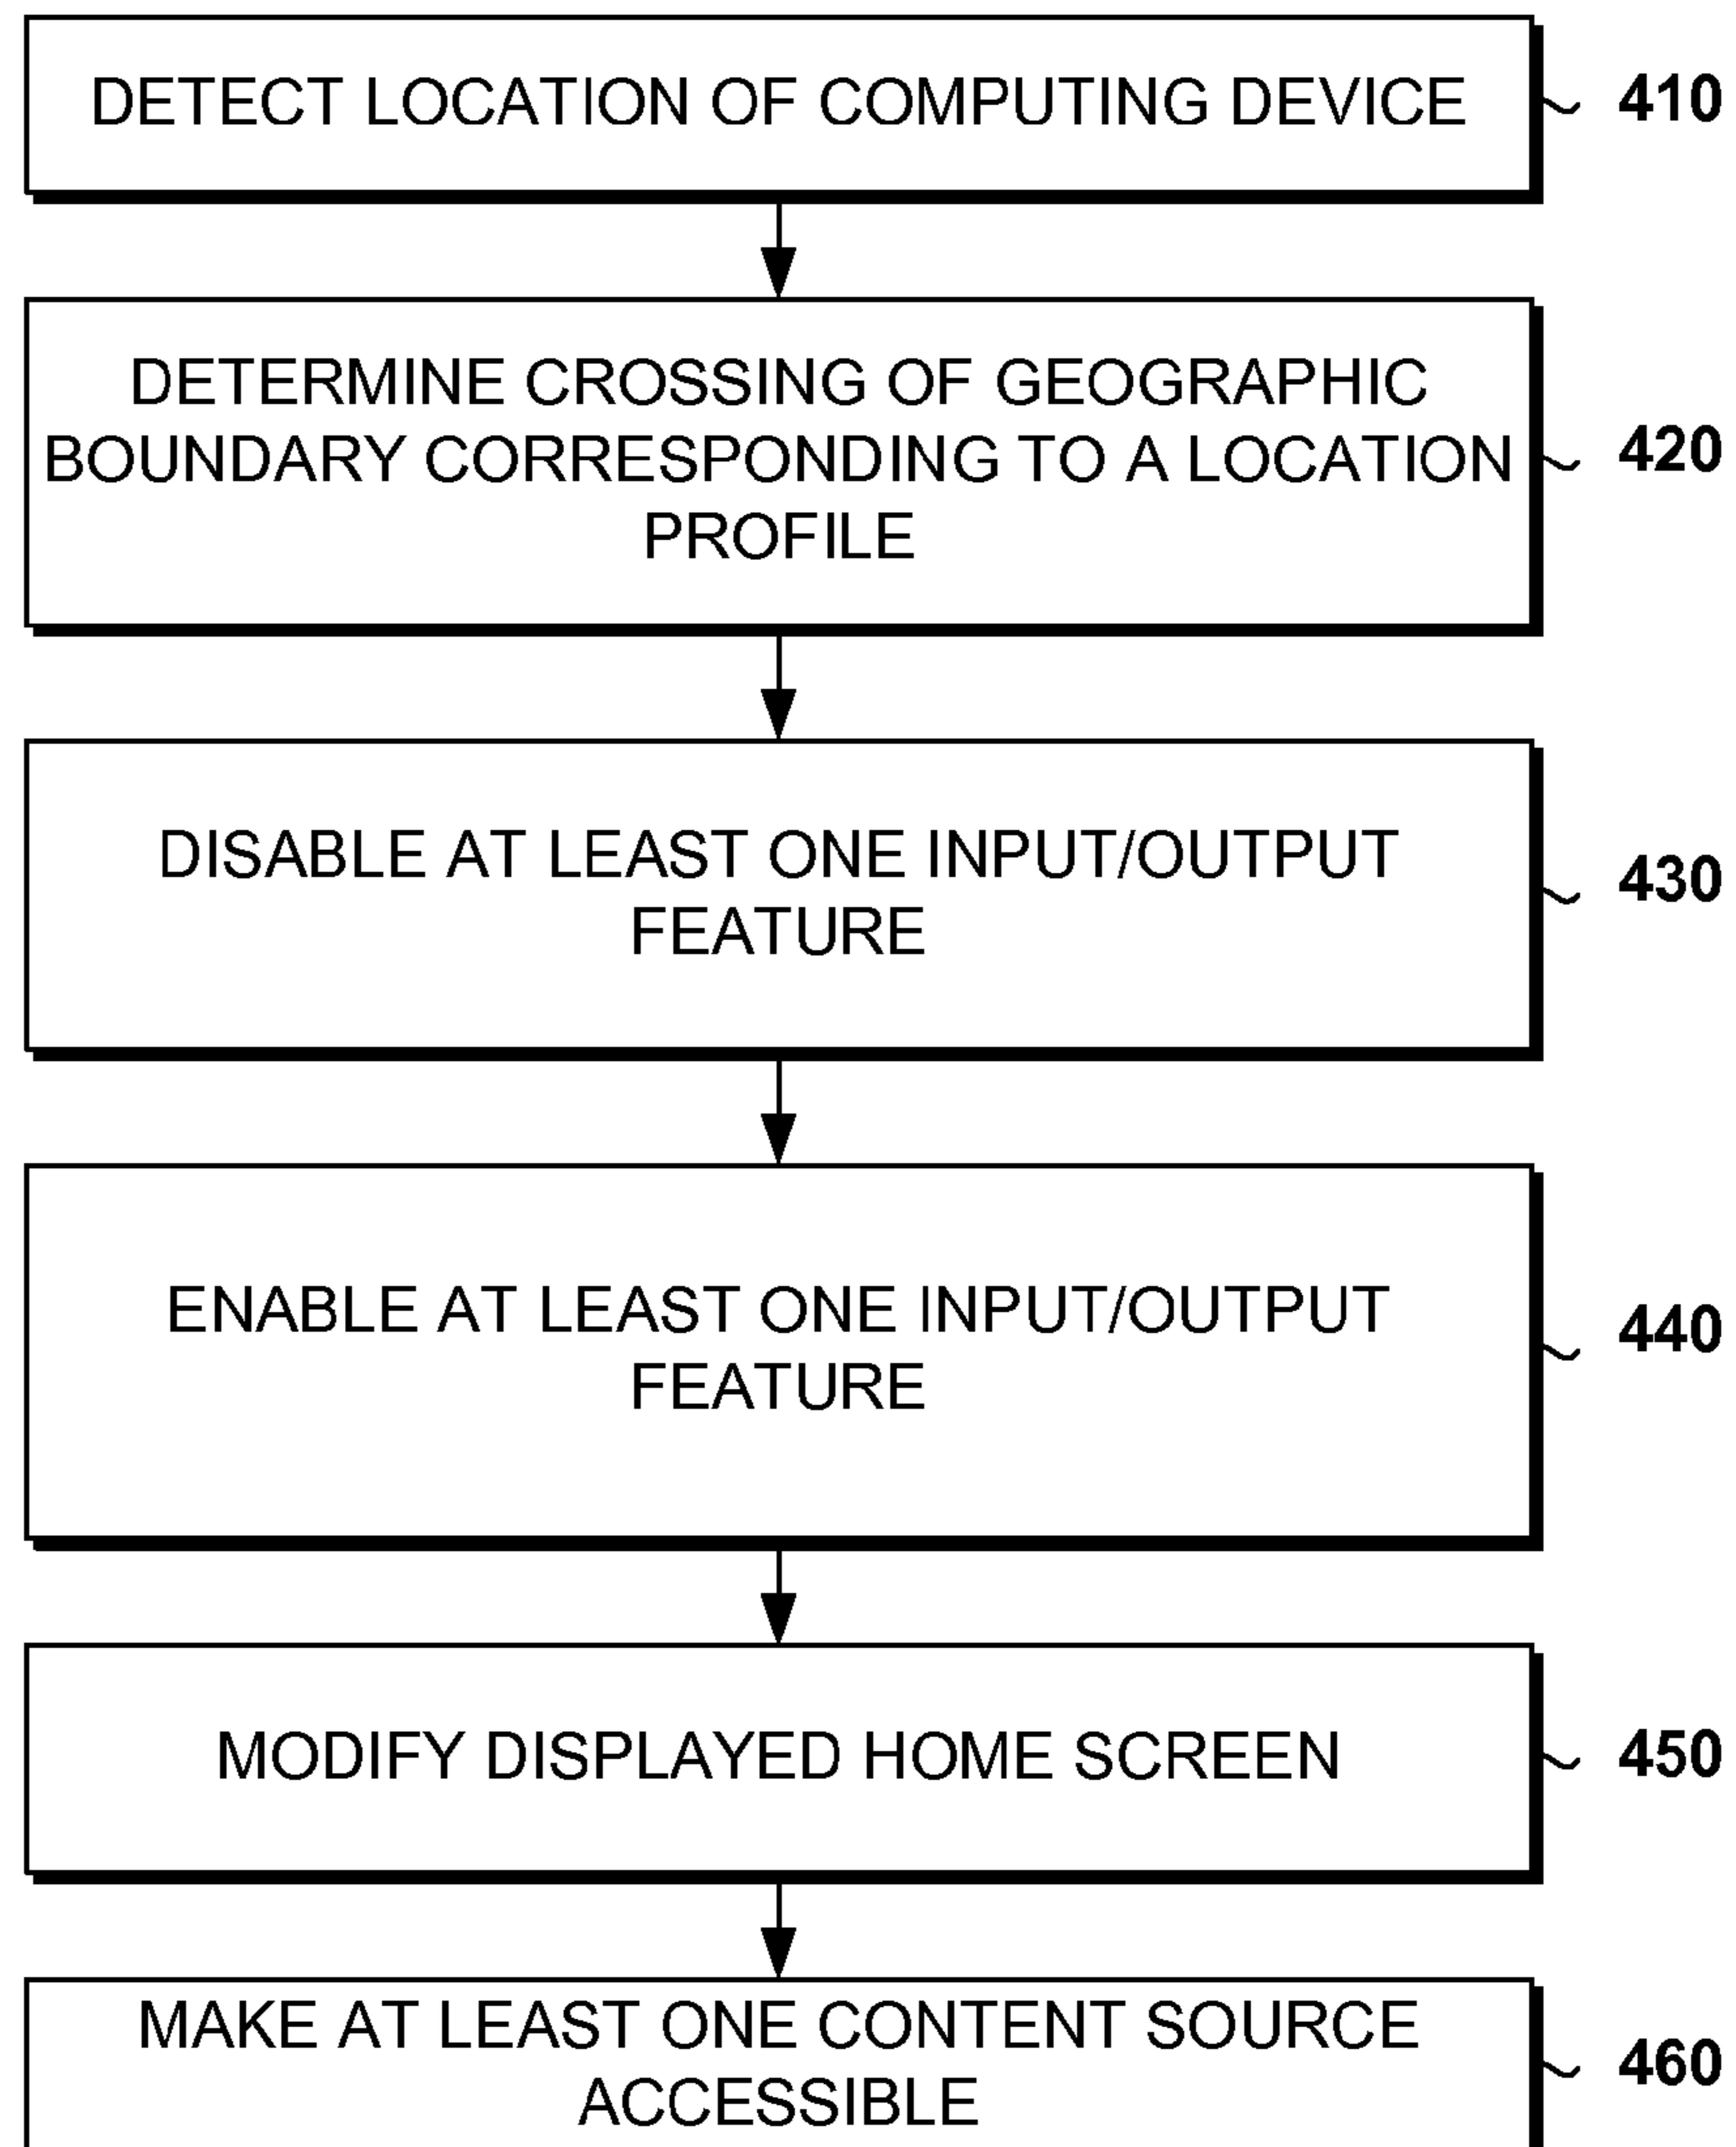 DETECT LOCATION OF COMPUTING DEVICE
410
DETERMINE CROSSING OF GEOGRAPHIC
BOUNDARY CORRESPONDING TO A LOCATION
PROFILE
420
DISABLE AT LEAST ONE INPUT/OUTPUT
FEATURE
430
ENABLE AT LEAST ONE INPUT/OUTPUT
FEATURE
440
MODIFY DISPLAYED HOME SCREEN
450
MAKE AT LEAST ONE CONTENT SOURCE
ACCESSIBLE
460